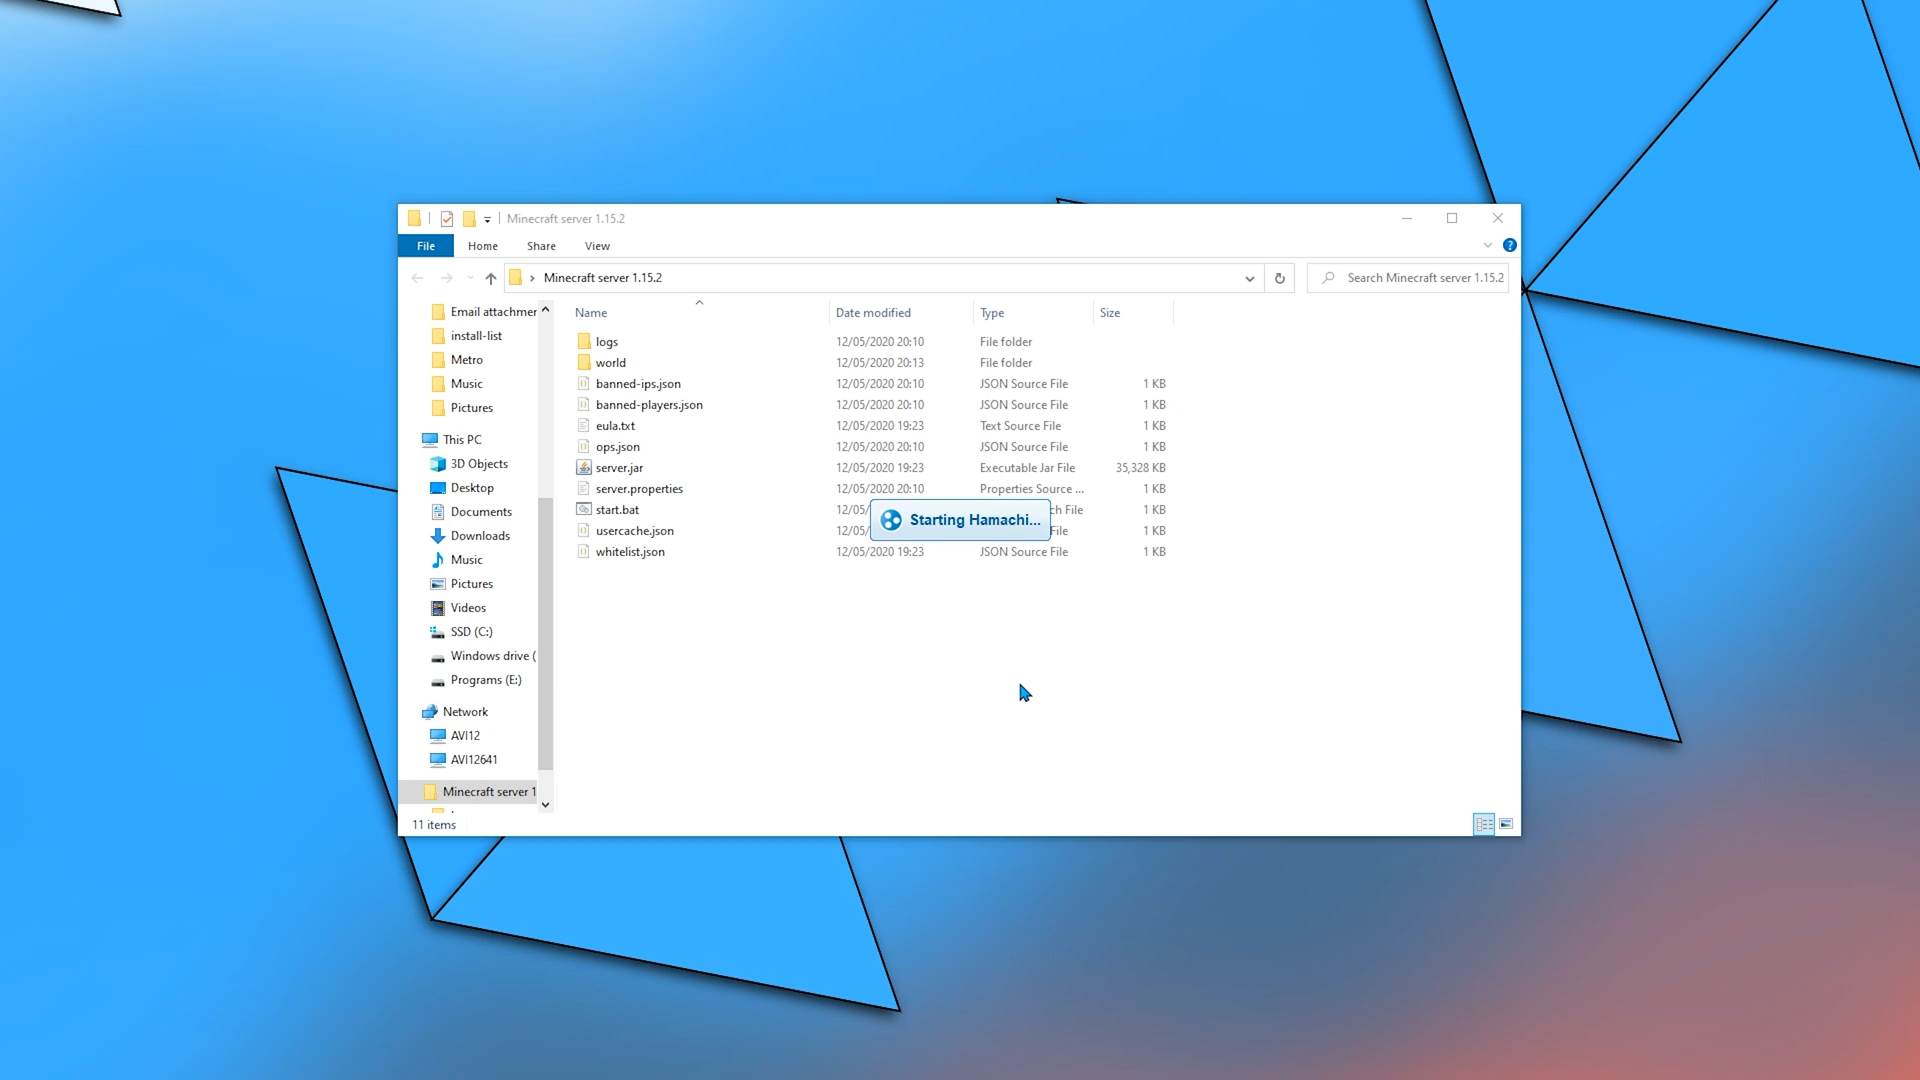 Minecraft server 1.15.2
File Home Share View
Minecraft server 1.15.2
Search Minecraft server 1.15.2
Email attachmer
install-list
Metro
Music
Pictures
This PC
3D Objects
Desktop
Documents
Downloads
Music
Pictures
Videos
SSD (C:)
Windows drive (
Programs (E:)
Network
AVI12
AVI12641
Minecraft server 1
Name Date modified Type Size
logs 12/05/2020 20:10 File folder
world 12/05/2020 20:13 File folder
banned-ips.json 12/05/2020 20:10 JSON Source File 1 KB
banned-players.json 12/05/2020 20:10 JSON Source File 1 KB
eula.txt 12/05/2020 19:23 Text Source File 1 KB
ops.json 12/05/2020 20:10 JSON Source File 1 KB
server.jar 12/05/2020 19:23 Executable Jar File 35,328 KB
server.properties 12/05/2020 20:10 Properties Source ... 1 KB
start.bat 12/05/ ch File 1 KB
usercache.json 12/05/ File 1 KB
whitelist.json 12/05/2020 19:23 JSON Source File 1 KB
Starting Hamachi...
11 items